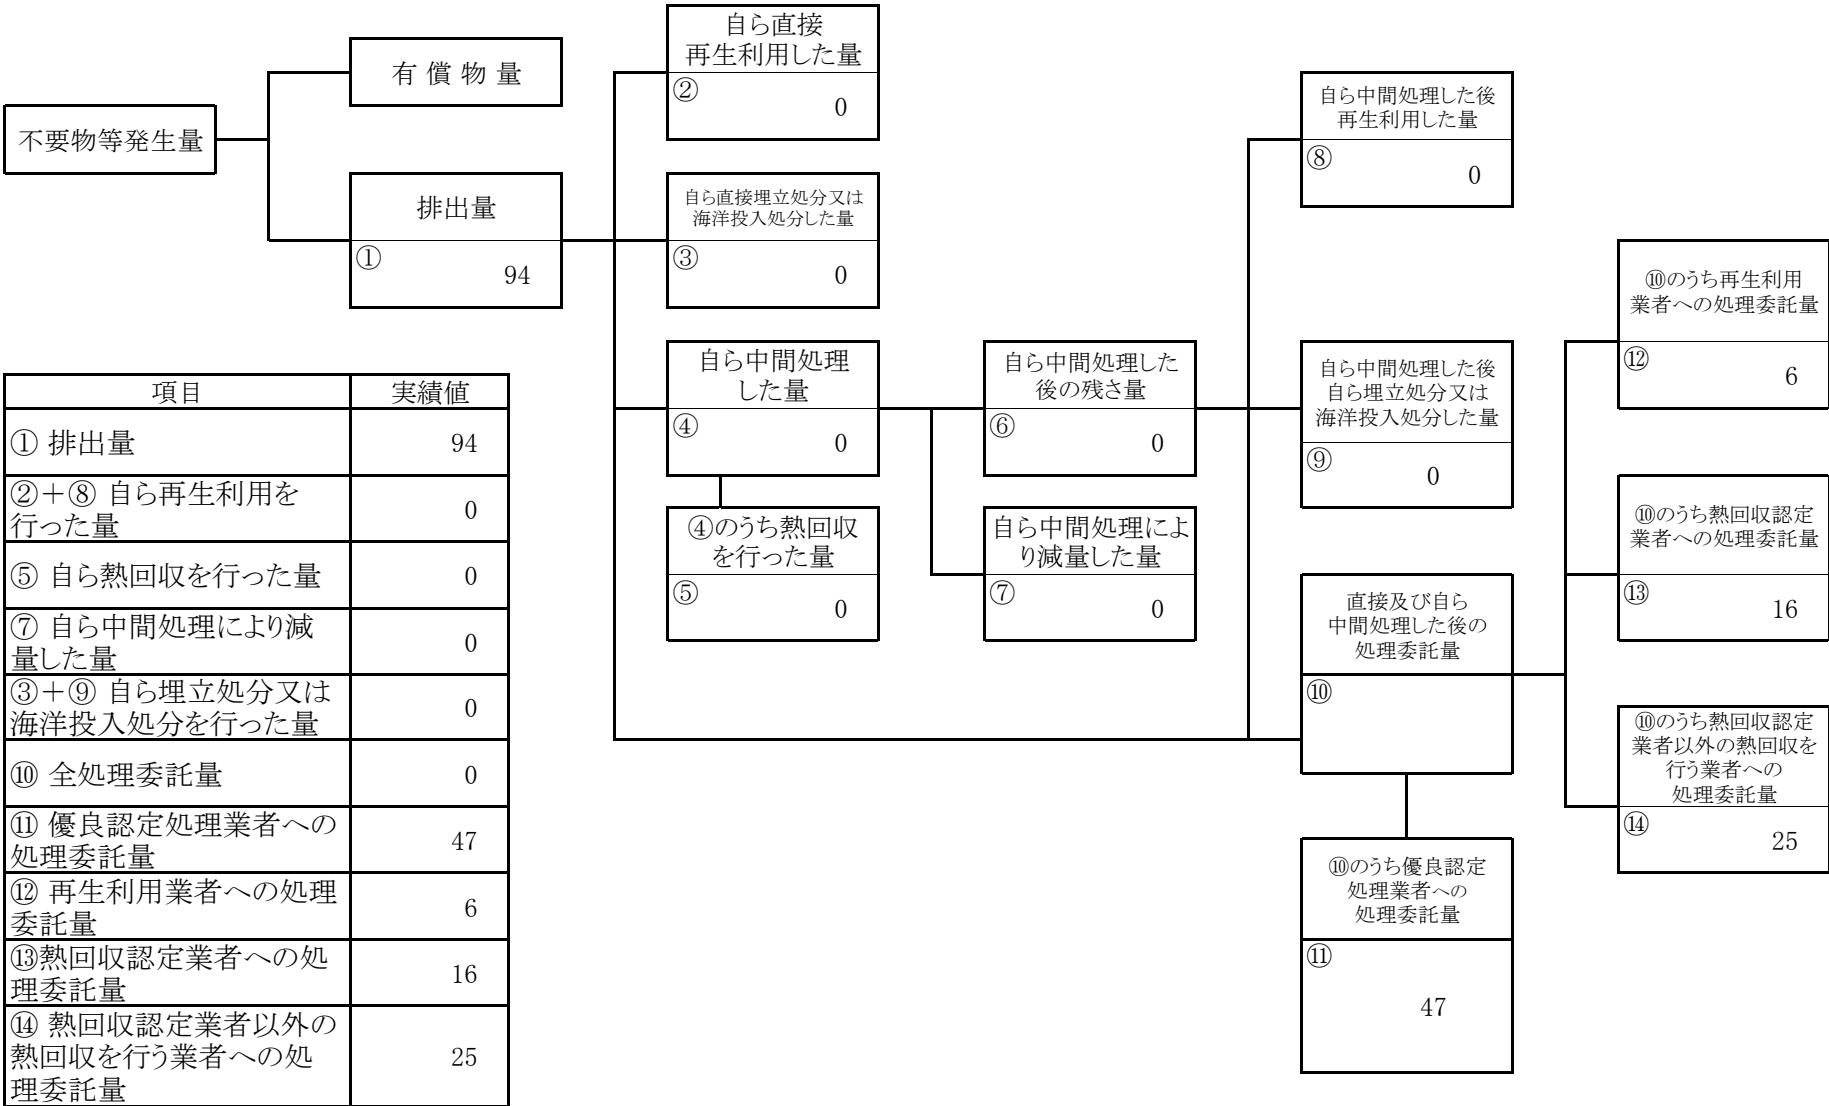 不要物等発生量
有 償 物 量
排出量
①
94
自ら直接
再生利用した量
②
0
自ら直接埋立処分又は
海洋投入処分した量
③
0
自ら中間処理
した量
④
0
④のうち熱回収
を行った量
⑤
0
自ら中間処理した
後の残さ量
⑥
0
自ら中間処理によ
り減量した量
⑦
0
自ら中間処理した後
再生利用した量
⑧
0
自ら中間処理した後
自ら埋立処分又は
海洋投入処分した量
⑨
0
直接及び自ら
中間処理した後の
処理委託量
⑩
⑩のうち優良認定
処理業者への
処理委託量
⑪
47
⑩のうち再生利用
業者への処理委託量
⑫
6
⑩のうち熱回収認定
業者への処理委託量
⑬
16
⑩のうち熱回収認定
業者以外の熱回収を
行う業者への
処理委託量
⑭
25
項目 実績値
① 排出量 94
②+⑧ 自ら再生利用を
行った量 0
⑤ 自ら熱回収を行った量 0
⑦ 自ら中間処理により減
量した量 0
③+⑨ 自ら埋立処分又は
海洋投入処分を行った量 0
⑩ 全処理委託量 0
⑪ 優良認定処理業者への
処理委託量 47
⑫ 再生利用業者への処理
委託量 6
⑬熱回収認定業者への処
理委託量 16
⑭ 熱回収認定業者以外の
熱回収を行う業者への処 25
理委託量